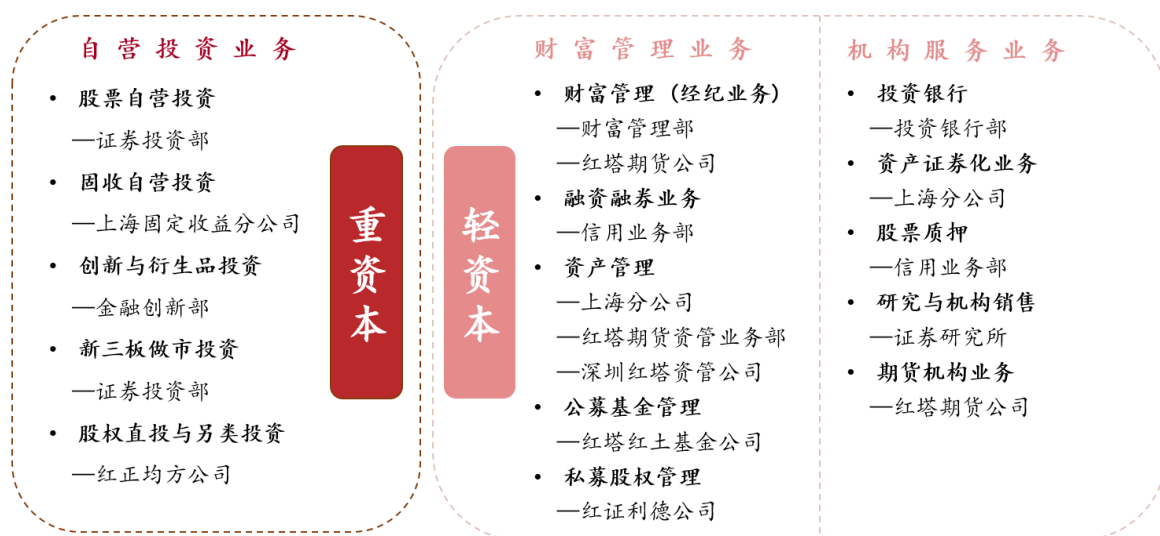 自营投资业务
• 股票自营投资
—证券投资部
• 固收自营投资
—上海固定收益分公司
• 创新与衍生品投资
—金融创新部
• 新三板做市投资
—证券投资部
• 股权直投与另类投资
—红正均方公司
重资本
轻资本
财富管理业务
• 财富管理（经纪业务）
—财富管理部
—红塔期货公司
• 融资融券业务
—信用业务部
• 资产管理
—上海分公司
—红塔期货资管业务部
—深圳红塔资管公司
• 公募基金管理
—红塔红土基金公司
• 私募股权管理
—红证利德公司
机构服务业务
• 投资银行
—投资银行部
• 资产证券化业务
—上海分公司
• 股票质押
—信用业务部
• 研究与机构销售
—证券研究所
• 期货机构业务
—红塔期货公司